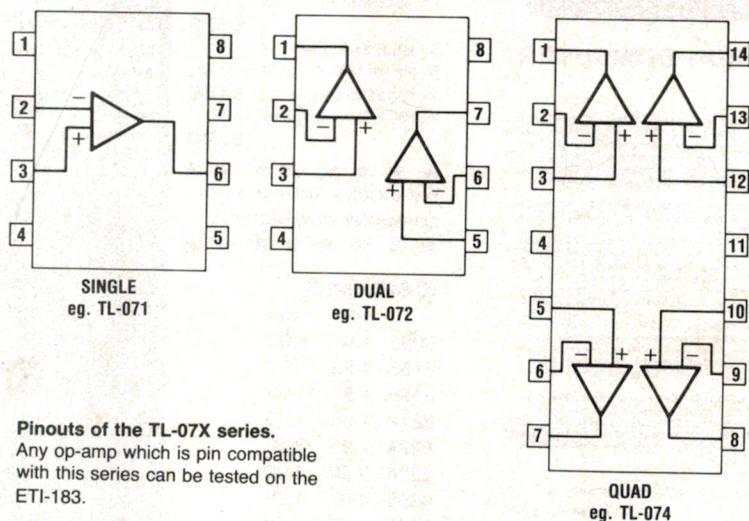 1 8
2 − 7
+
3 6
4 5
SINGLE
eg. TL-071
1 8
7
2 − +
3 + − 6
4 5
DUAL
eg. TL-072
1 14
2 − + + − 13
3 12
4 11
5 10
6 − + + − 9
7 8
QUAD
eg. TL-074
Pinouts of the TL-07X series.
Any op-amp which is pin compatible
with this series can be tested on the
ETI-183.